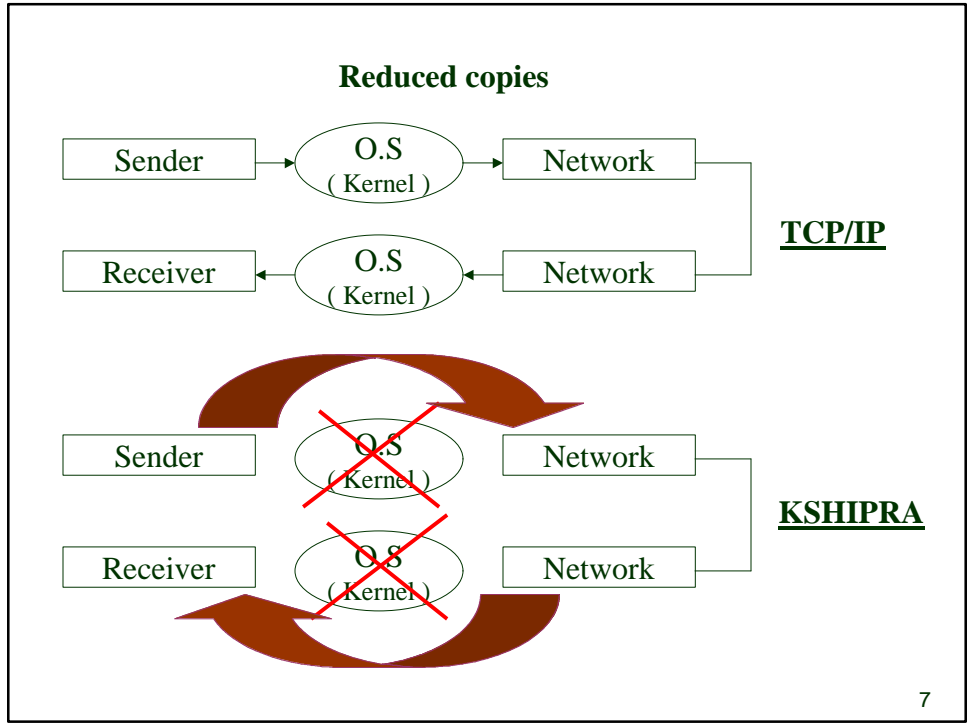 Reduced copies
Sender
O.S
( Kernel )
Network
TCP/IP
Receiver
O.S
( Kernel )
Network
Sender
O.S
( Kernel )
Network
KSHIPRA
Receiver
O.S
( Kernel )
Network
7